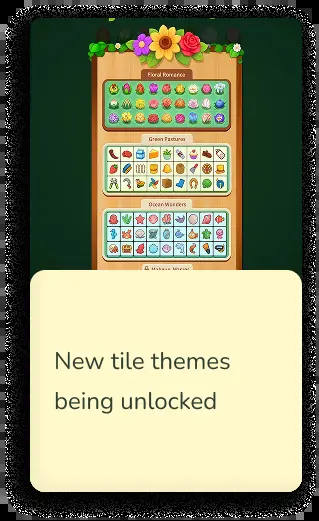 Floral Romance
Green Pastures
Ocean Wonders
New tile themes
being unlocked